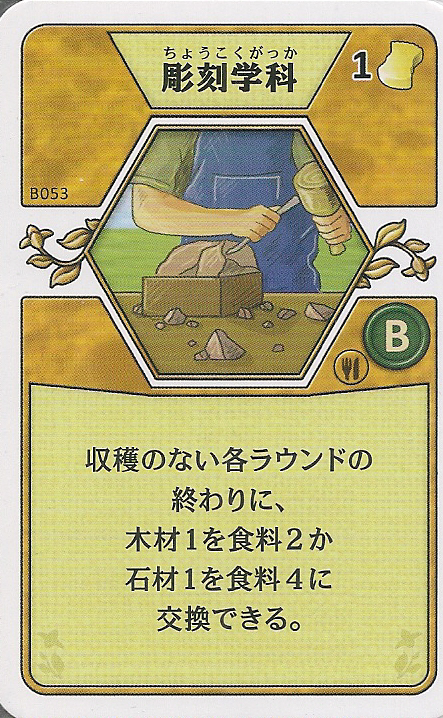 ちょうこくがっか
彫刻学科
1
B053
B
収穫のない各ラウンドの
終わりに、
木材1を食料2か
石材1を食料4に
交換できる。